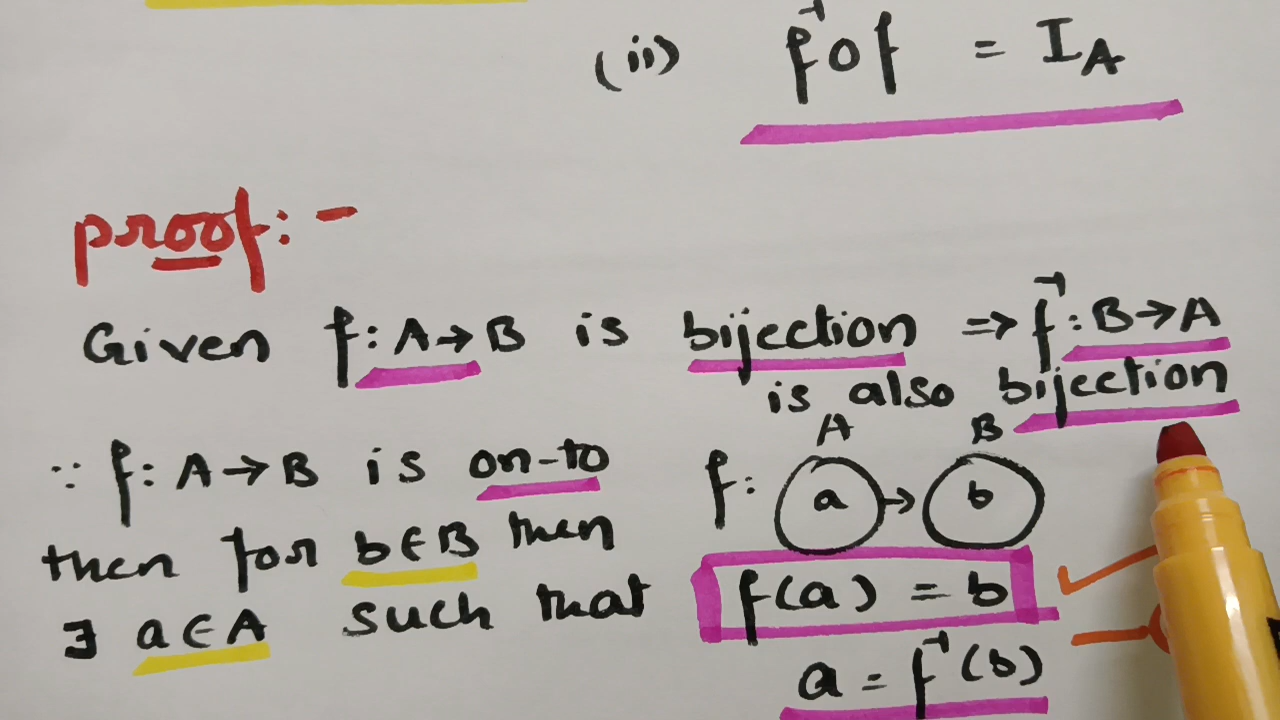 (ii) f⁻¹of = I_A
proof:-
Given f: A→B is bijection ⇒ f⁻¹: B→A
is also bijection
∵ f: A→B is on-to
A B
f: a → b
then for b∈B then
∃ a∈A such that f(a) = b
a = f⁻¹(b)